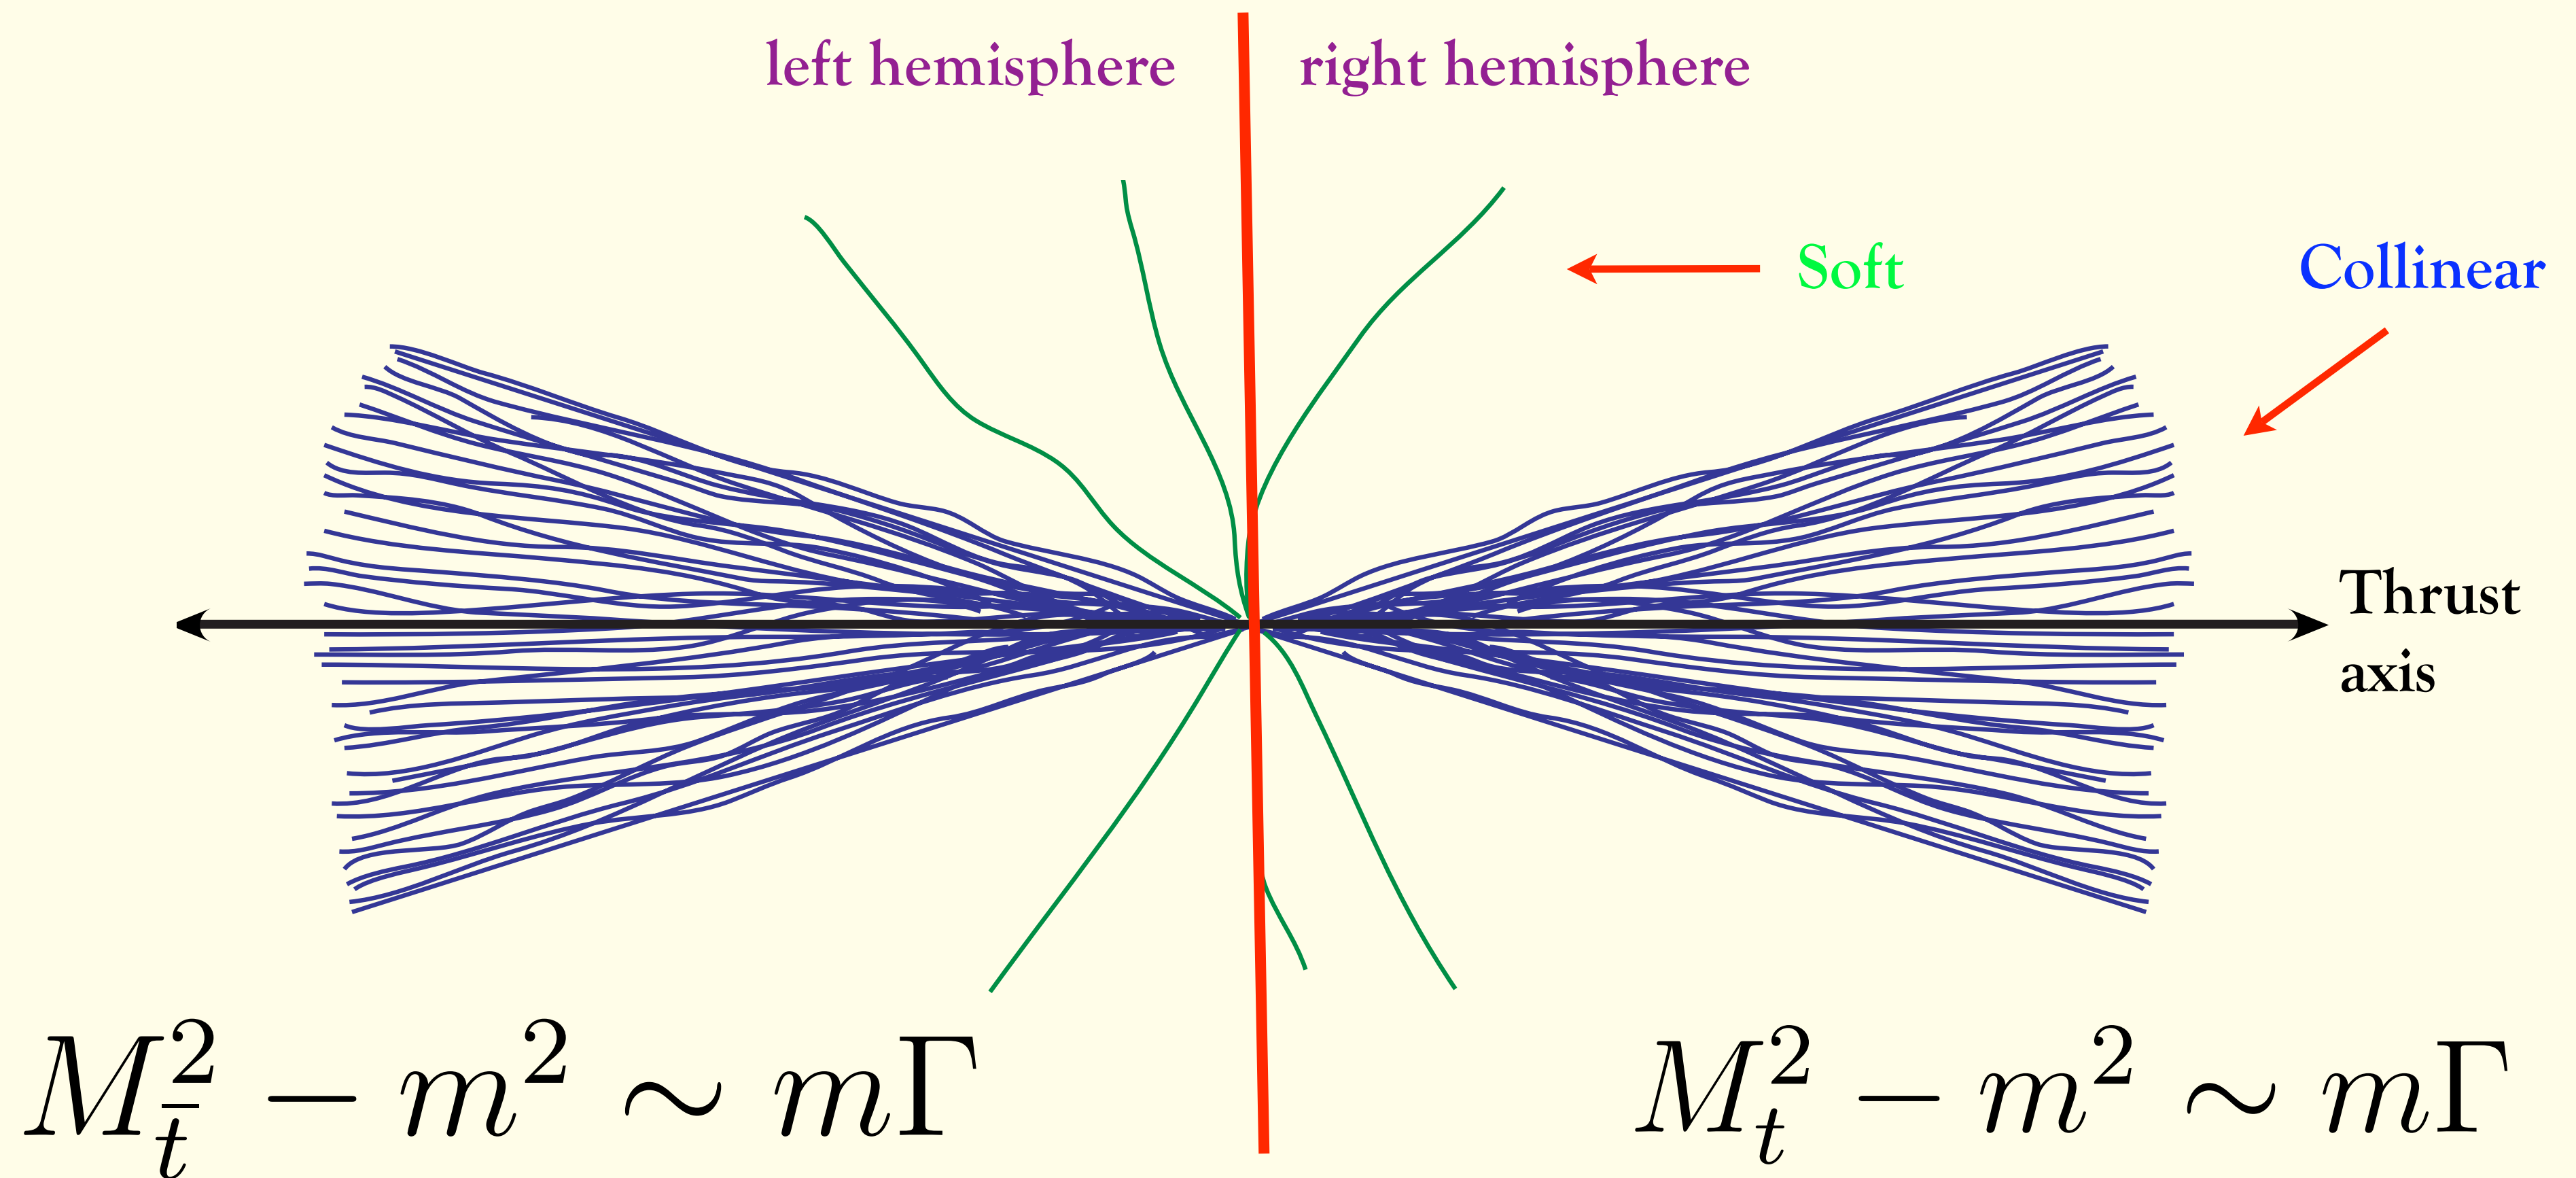 left hemisphere right hemisphere
Soft Collinear
Thrust
axis
$M_{\bar{t}}^2 - m^2 \sim m\Gamma$ $M_t^2 - m^2 \sim m\Gamma$